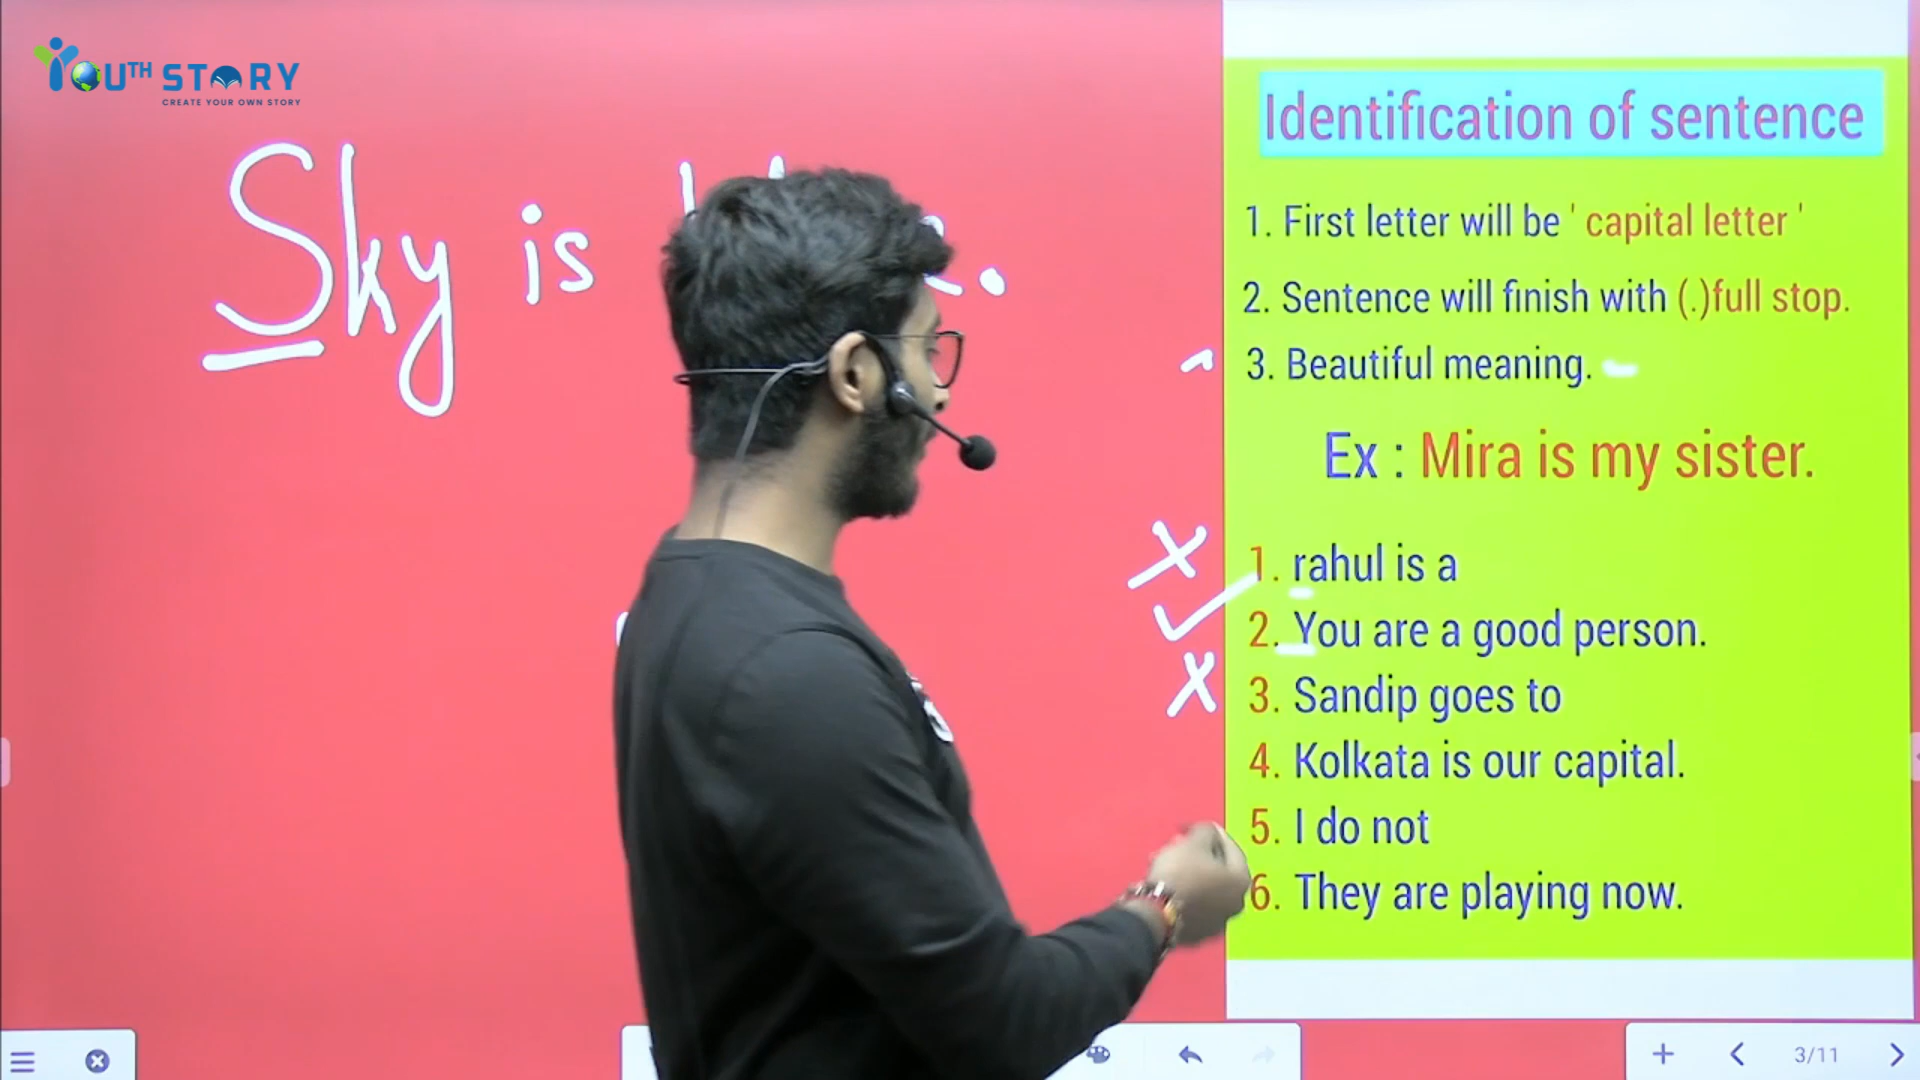 YOUTH STORY
CREATE YOUR OWN STORY
Sky is
Identification of sentence
1. First letter will be ' capital letter '
2. Sentence will finish with (.)full stop.
3. Beautiful meaning.
Ex : Mira is my sister.
1. rahul is a
2. You are a good person.
3. Sandip goes to
4. Kolkata is our capital.
5. I do not
6. They are playing now.
3/11